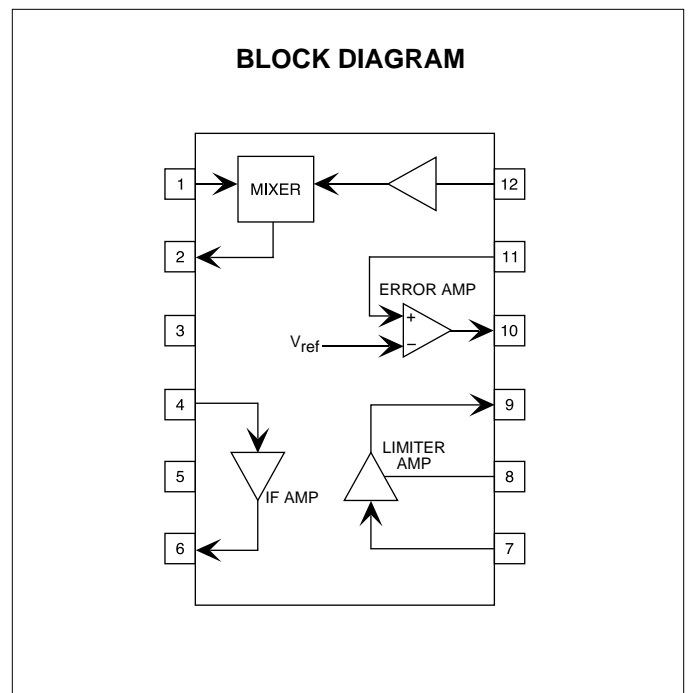 BLOCK DIAGRAM
1
MIXER
12
2
11
ERROR AMP
+
3
10
Vref
−
4
9
LIMITER
AMP
5
8
IF AMP
6
7